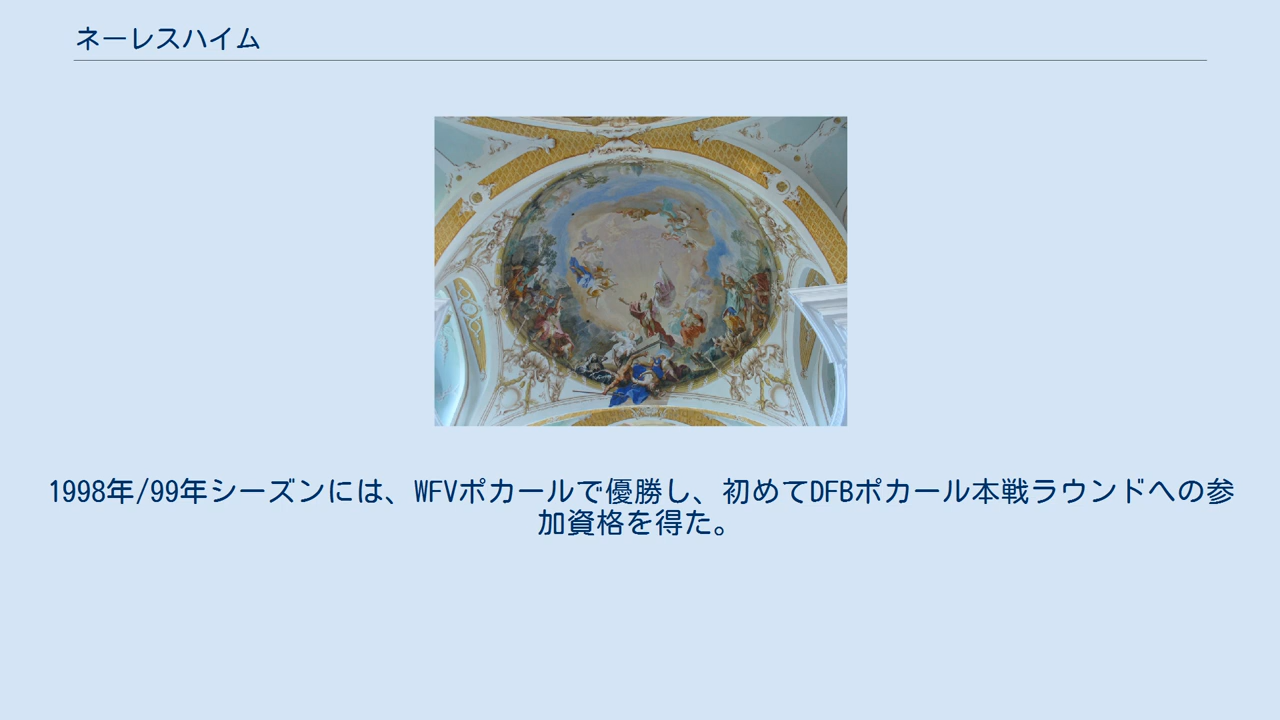 ネーレスハイム
1998年/99年シーズンには、WFVポカールで優勝し、初めてDFBポカール本戦ラウンドへの参
加資格を得た。